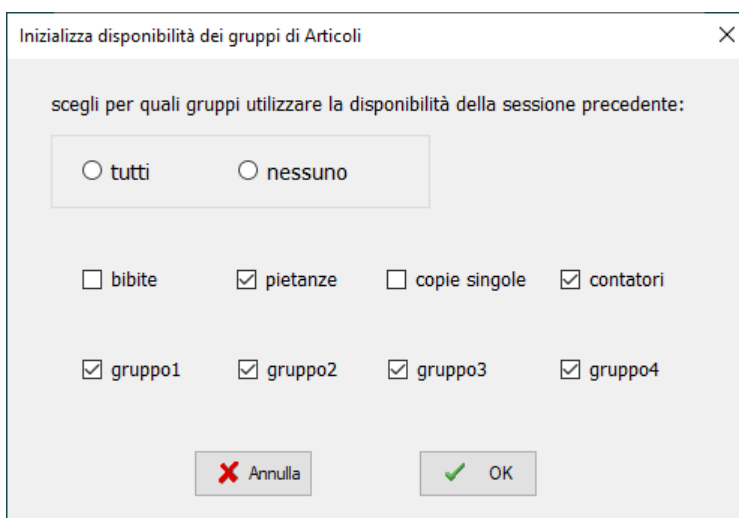 Inizializza disponibilità dei gruppi di Articoli
scegli per quali gruppi utilizzare la disponibilità della sessione precedente:
tutti nessuno
bibite pietanze copie singole contatori
gruppo1 gruppo2 gruppo3 gruppo4
Annulla OK